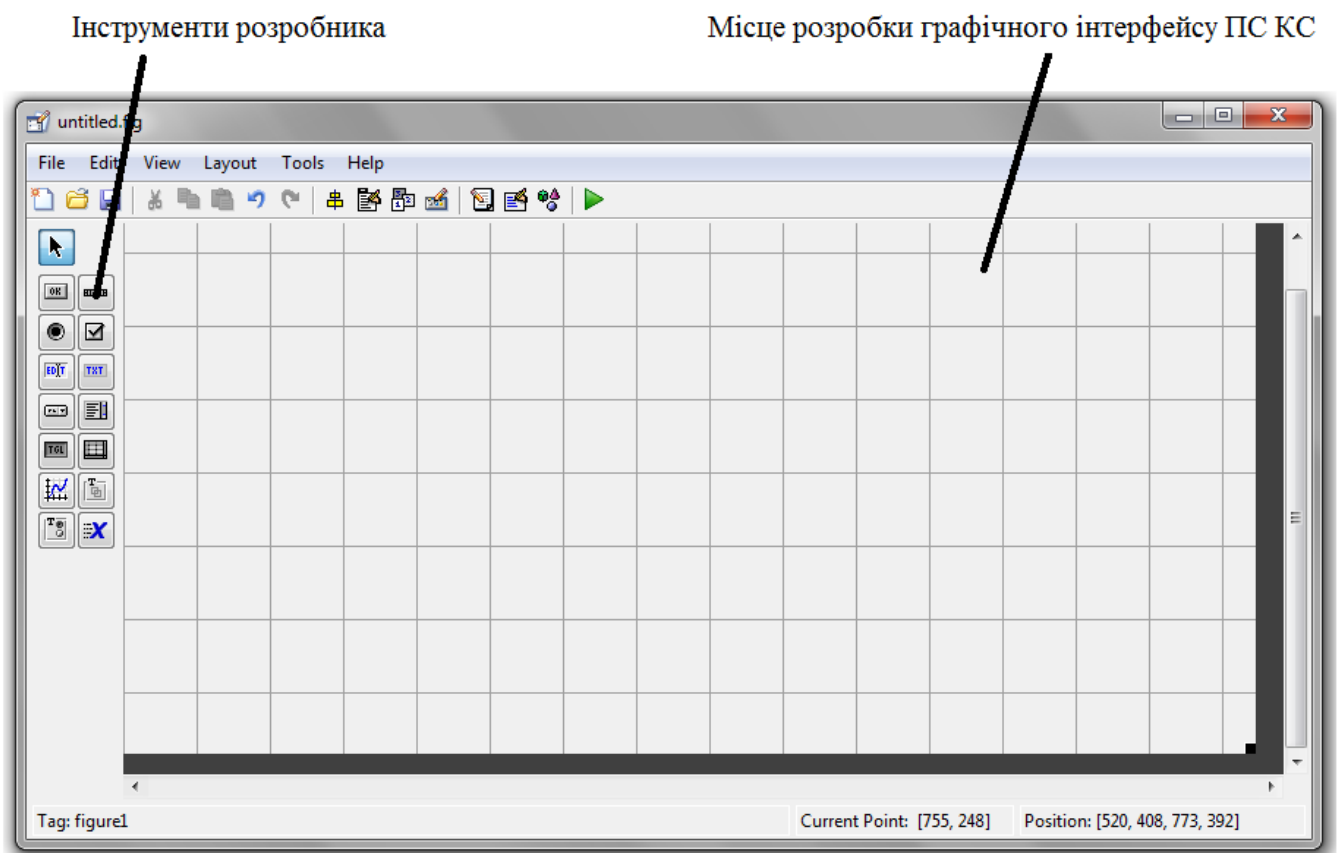 Інструменти розробника
Місце розробки графічного інтерфейсу ПС КС
untitled.fig
File Edit View Layout Tools Help
OK
EDIT TXT
TGL
Tag: figure1
Current Point: [755, 248]
Position: [520, 408, 773, 392]